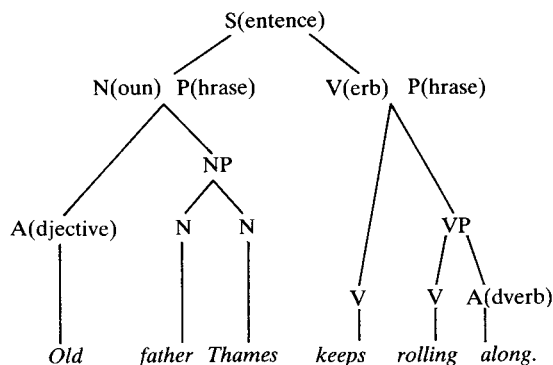 S(entence)
N(oun) P(hrase) V(erb) P(hrase)
NP
A(djective) N N VP
V V A(dverb)
Old father Thames keeps rolling along.